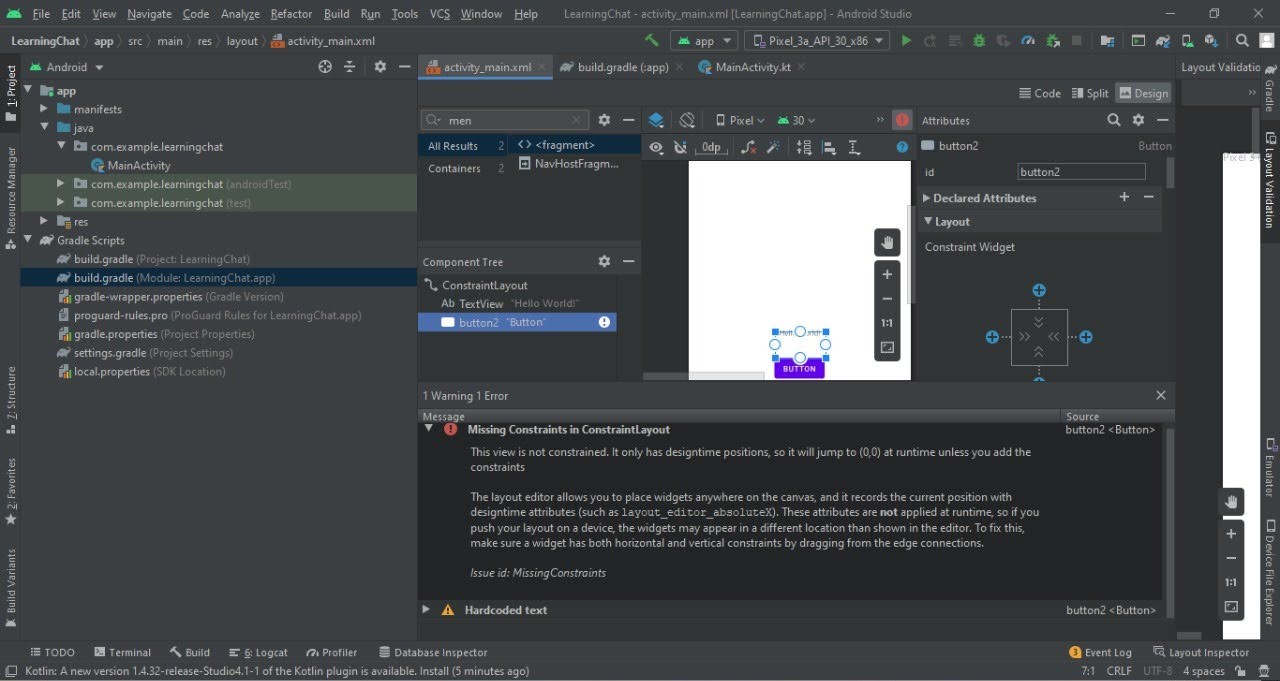 File Edit View Navigate Code Analyze Refactor Build Run Tools VCS Window Help LearningChat - activity_main.xml [LearningChat.app] - Android Studio
LearningChat app src main res layout activity_main.xml app Pixel_3a_API_30_x86
1: Project
Resource Manager
7: Structure
2: Favorites
Build Variants
Android
app
manifests
java
com.example.learningchat
MainActivity
com.example.learningchat (androidTest)
com.example.learningchat (test)
res
Gradle Scripts
build.gradle (Project: LearningChat)
build.gradle (Module: LearningChat.app)
gradle-wrapper.properties (Gradle Version)
proguard-rules.pro (ProGuard Rules for LearningChat.app)
gradle.properties (Project Properties)
settings.gradle (Project Settings)
local.properties (SDK Location)
activity_main.xml build.gradle (:app) MainActivity.kt
Code Split Design
men
All Results 2
Containers 2
<fragment>
NavHostFragm...
Component Tree
ConstraintLayout
Ab TextView "Hello World!"
button2 "Button"
Pixel 30
0dp
BUTTON
1:1
Attributes
button2 Button
id button2
Declared Attributes
Layout
Constraint Widget
1 Warning 1 Error
Message Source
Missing Constraints in ConstraintLayout button2 <Button>
This view is not constrained. It only has designtime positions, so it will jump to (0,0) at runtime unless you add the
constraints
The layout editor allows you to place widgets anywhere on the canvas, and it records the current position with
designtime attributes (such as layout_editor_absoluteX). These attributes are not applied at runtime, so if you
push your layout on a device, the widgets may appear in a different location than shown in the editor. To fix this,
make sure a widget has both horizontal and vertical constraints by dragging from the edge connections.
Issue id: MissingConstraints
Hardcoded text button2 <Button>
Layout Validatio
Pixel 3
1:1
Gradle
Layout Validation
Emulator
Device File Explorer
TODO Terminal Build 6: Logcat Profiler Database Inspector 3 Event Log Layout Inspector
Kotlin: A new version 1.4.32-release-Studio4.1-1 of the Kotlin plugin is available. Install (5 minutes ago) 7:1 CRLF UTF-8 4 spaces